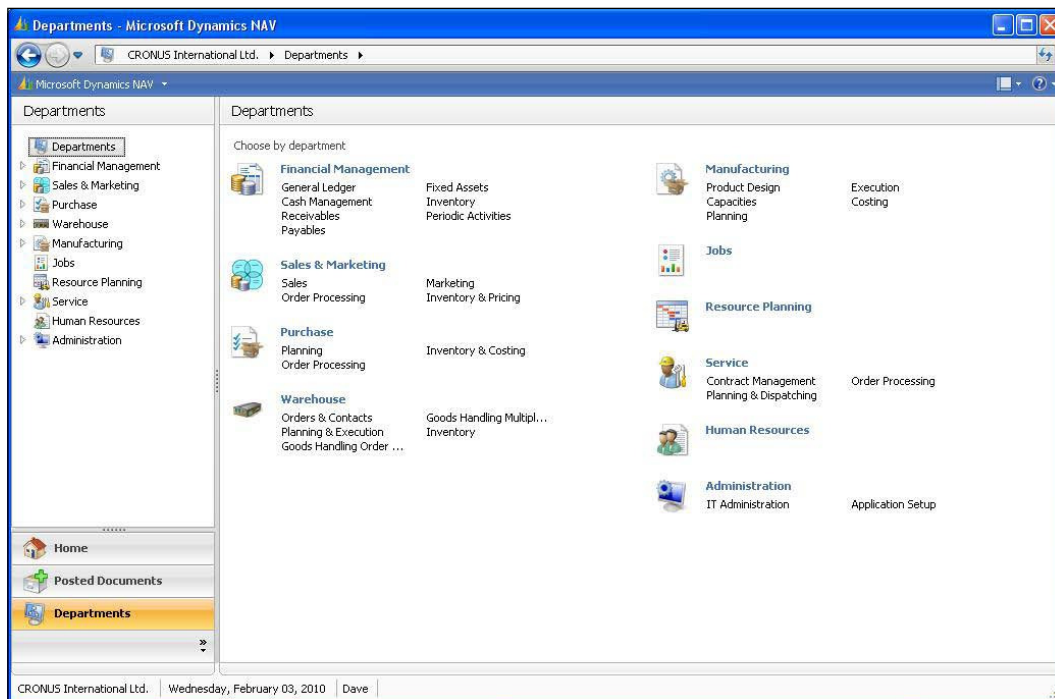 Departments - Microsoft Dynamics NAV
CRONUS International Ltd. Departments
Microsoft Dynamics NAV
Departments
Departments
Financial Management
Sales & Marketing
Purchase
Warehouse
Manufacturing
Jobs
Resource Planning
Service
Human Resources
Administration
Home
Posted Documents
Departments
Departments
Choose by department
Financial Management
General Ledger Fixed Assets
Cash Management Inventory
Receivables Periodic Activities
Payables
Sales & Marketing
Sales Marketing
Order Processing Inventory & Pricing
Purchase
Planning Inventory & Costing
Order Processing
Warehouse
Orders & Contacts Goods Handling Multipl...
Planning & Execution Inventory
Goods Handling Order ...
Manufacturing
Product Design Execution
Capacities Costing
Planning
Jobs
Resource Planning
Service
Contract Management Order Processing
Planning & Dispatching
Human Resources
Administration
IT Administration Application Setup
CRONUS International Ltd. Wednesday, February 03, 2010 Dave